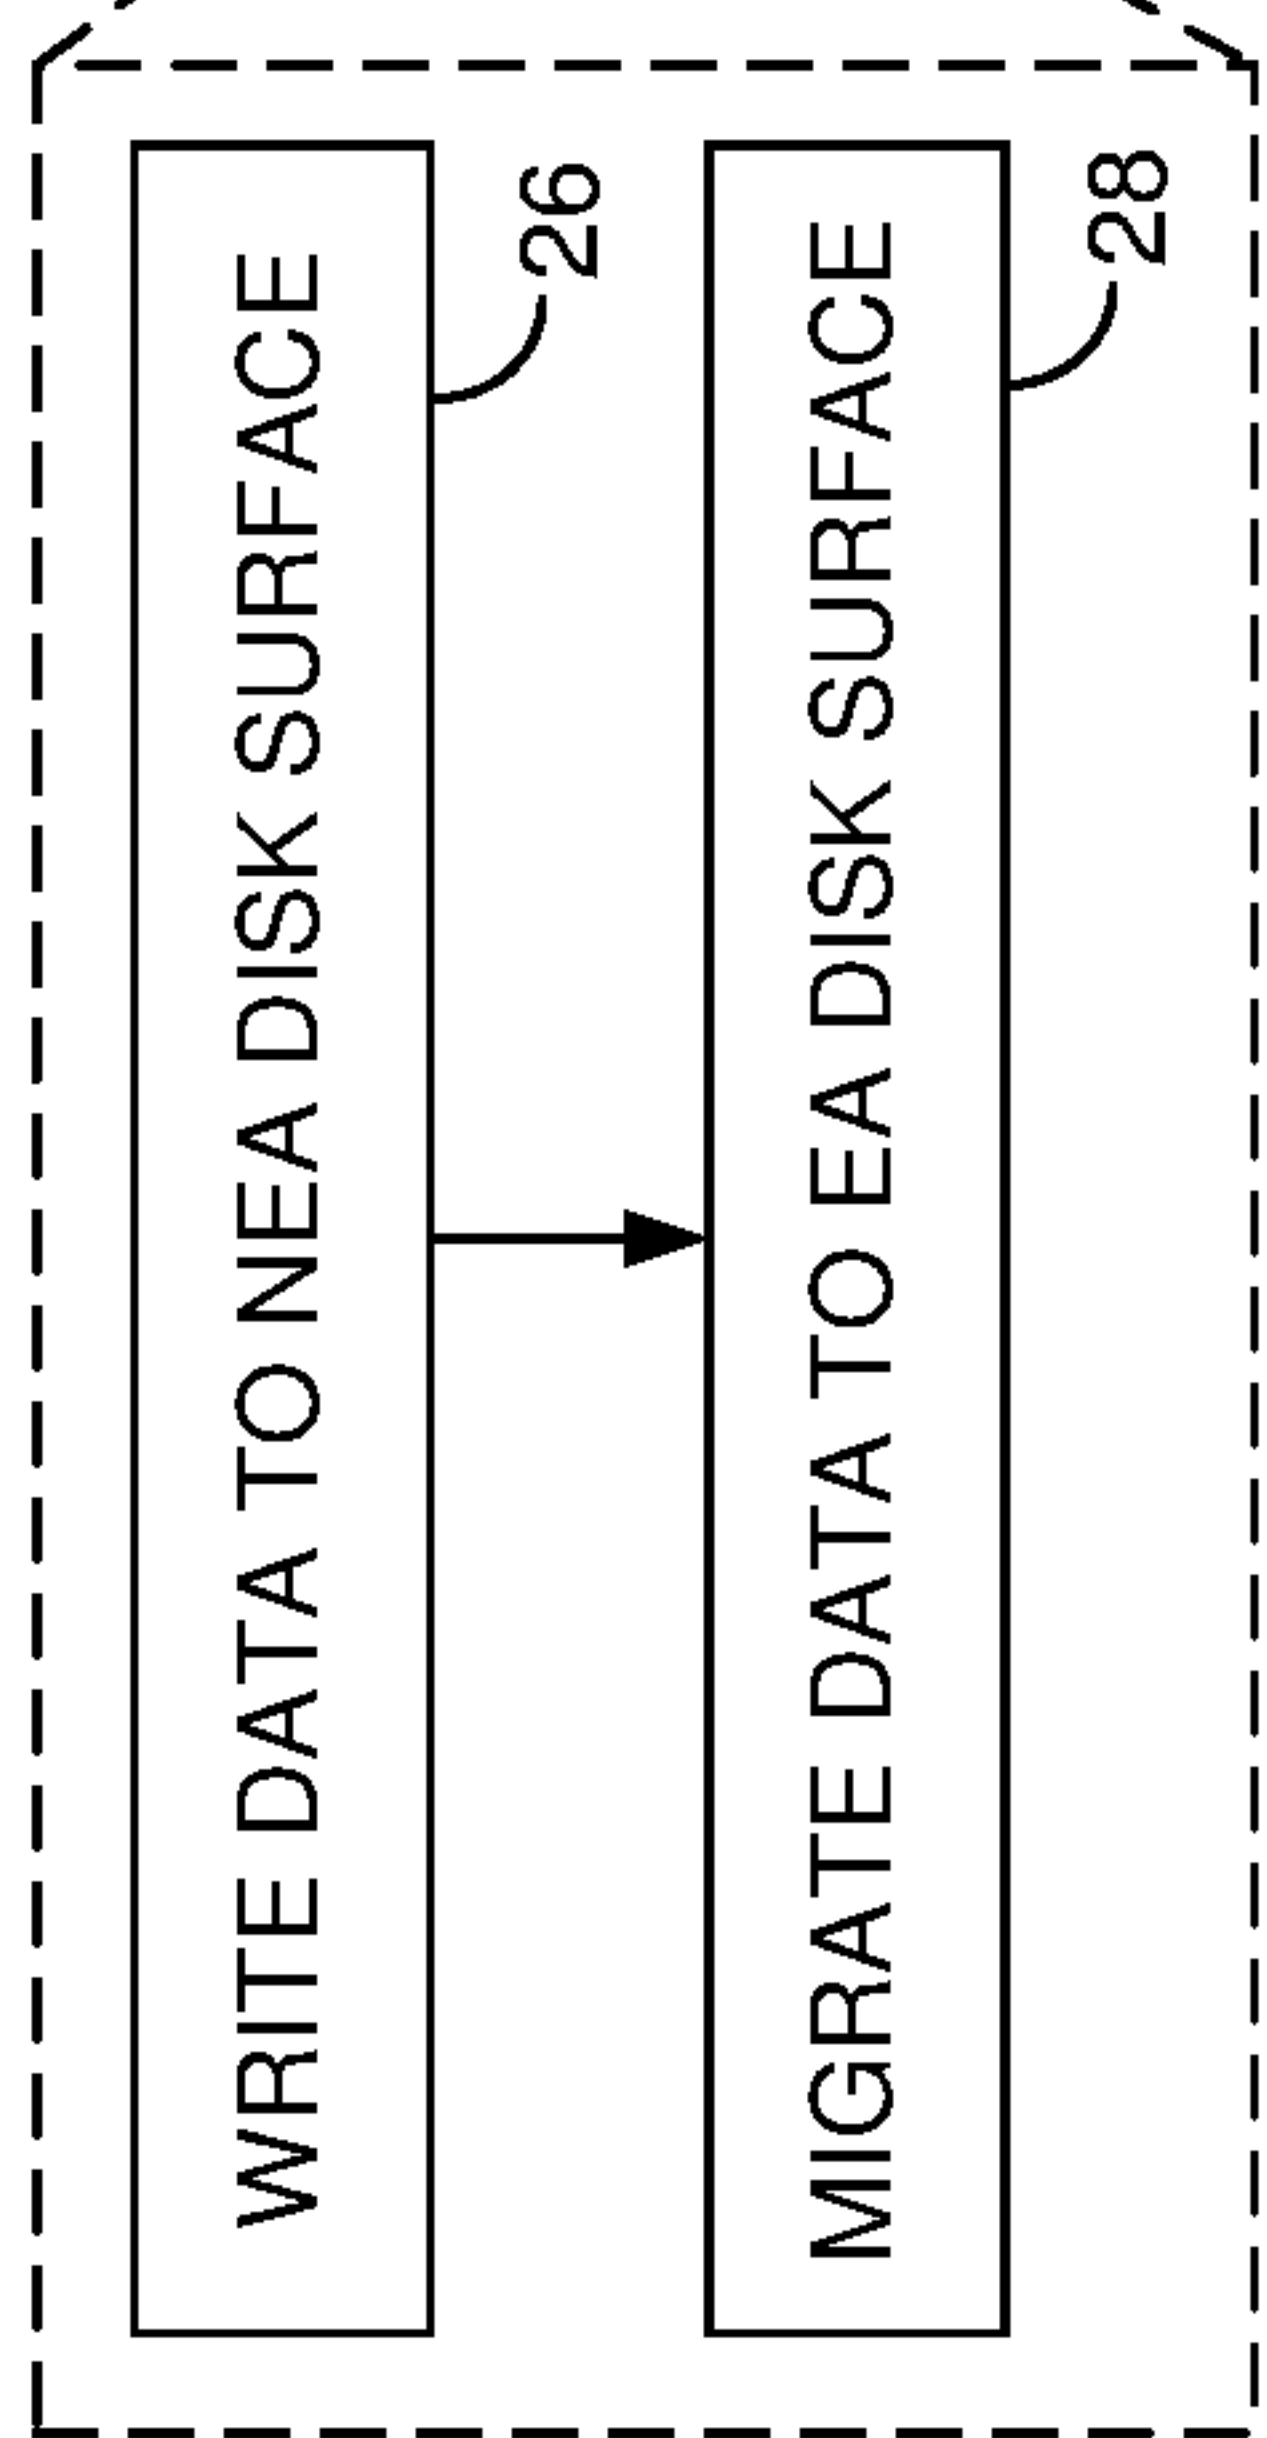 WRITE DATA TO NEA DISK SURFACE
26
MIGRATE DATA TO EA DISK SURFACE
28